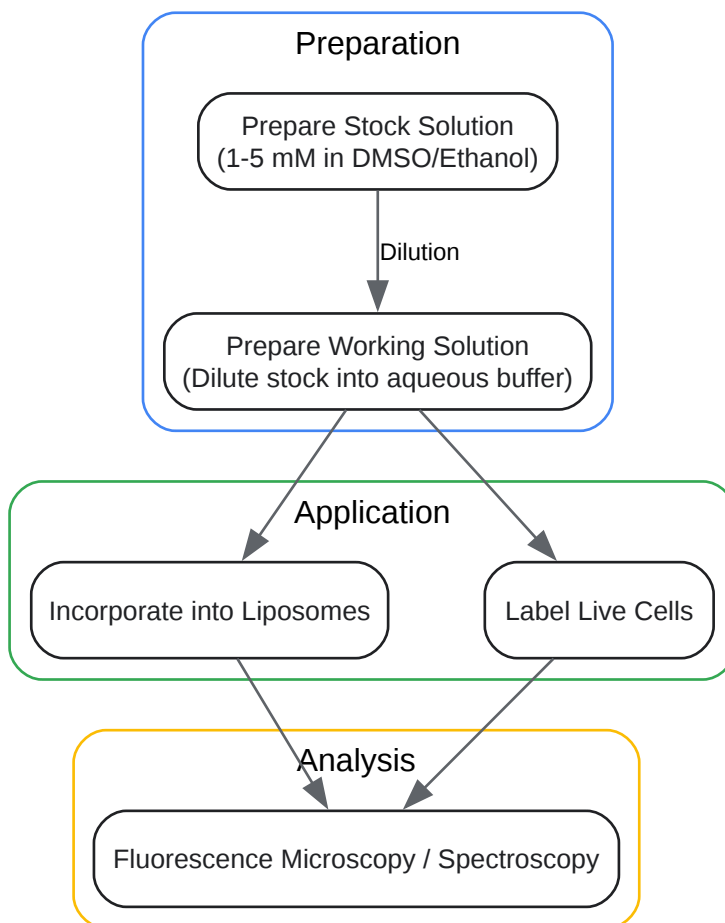 Preparation
Prepare Stock Solution
(1-5 mM in DMSO/Ethanol)
Dilution
Prepare Working Solution
(Dilute stock into aqueous buffer)
Application
Incorporate into Liposomes
Label Live Cells
Analysis
Fluorescence Microscopy / Spectroscopy